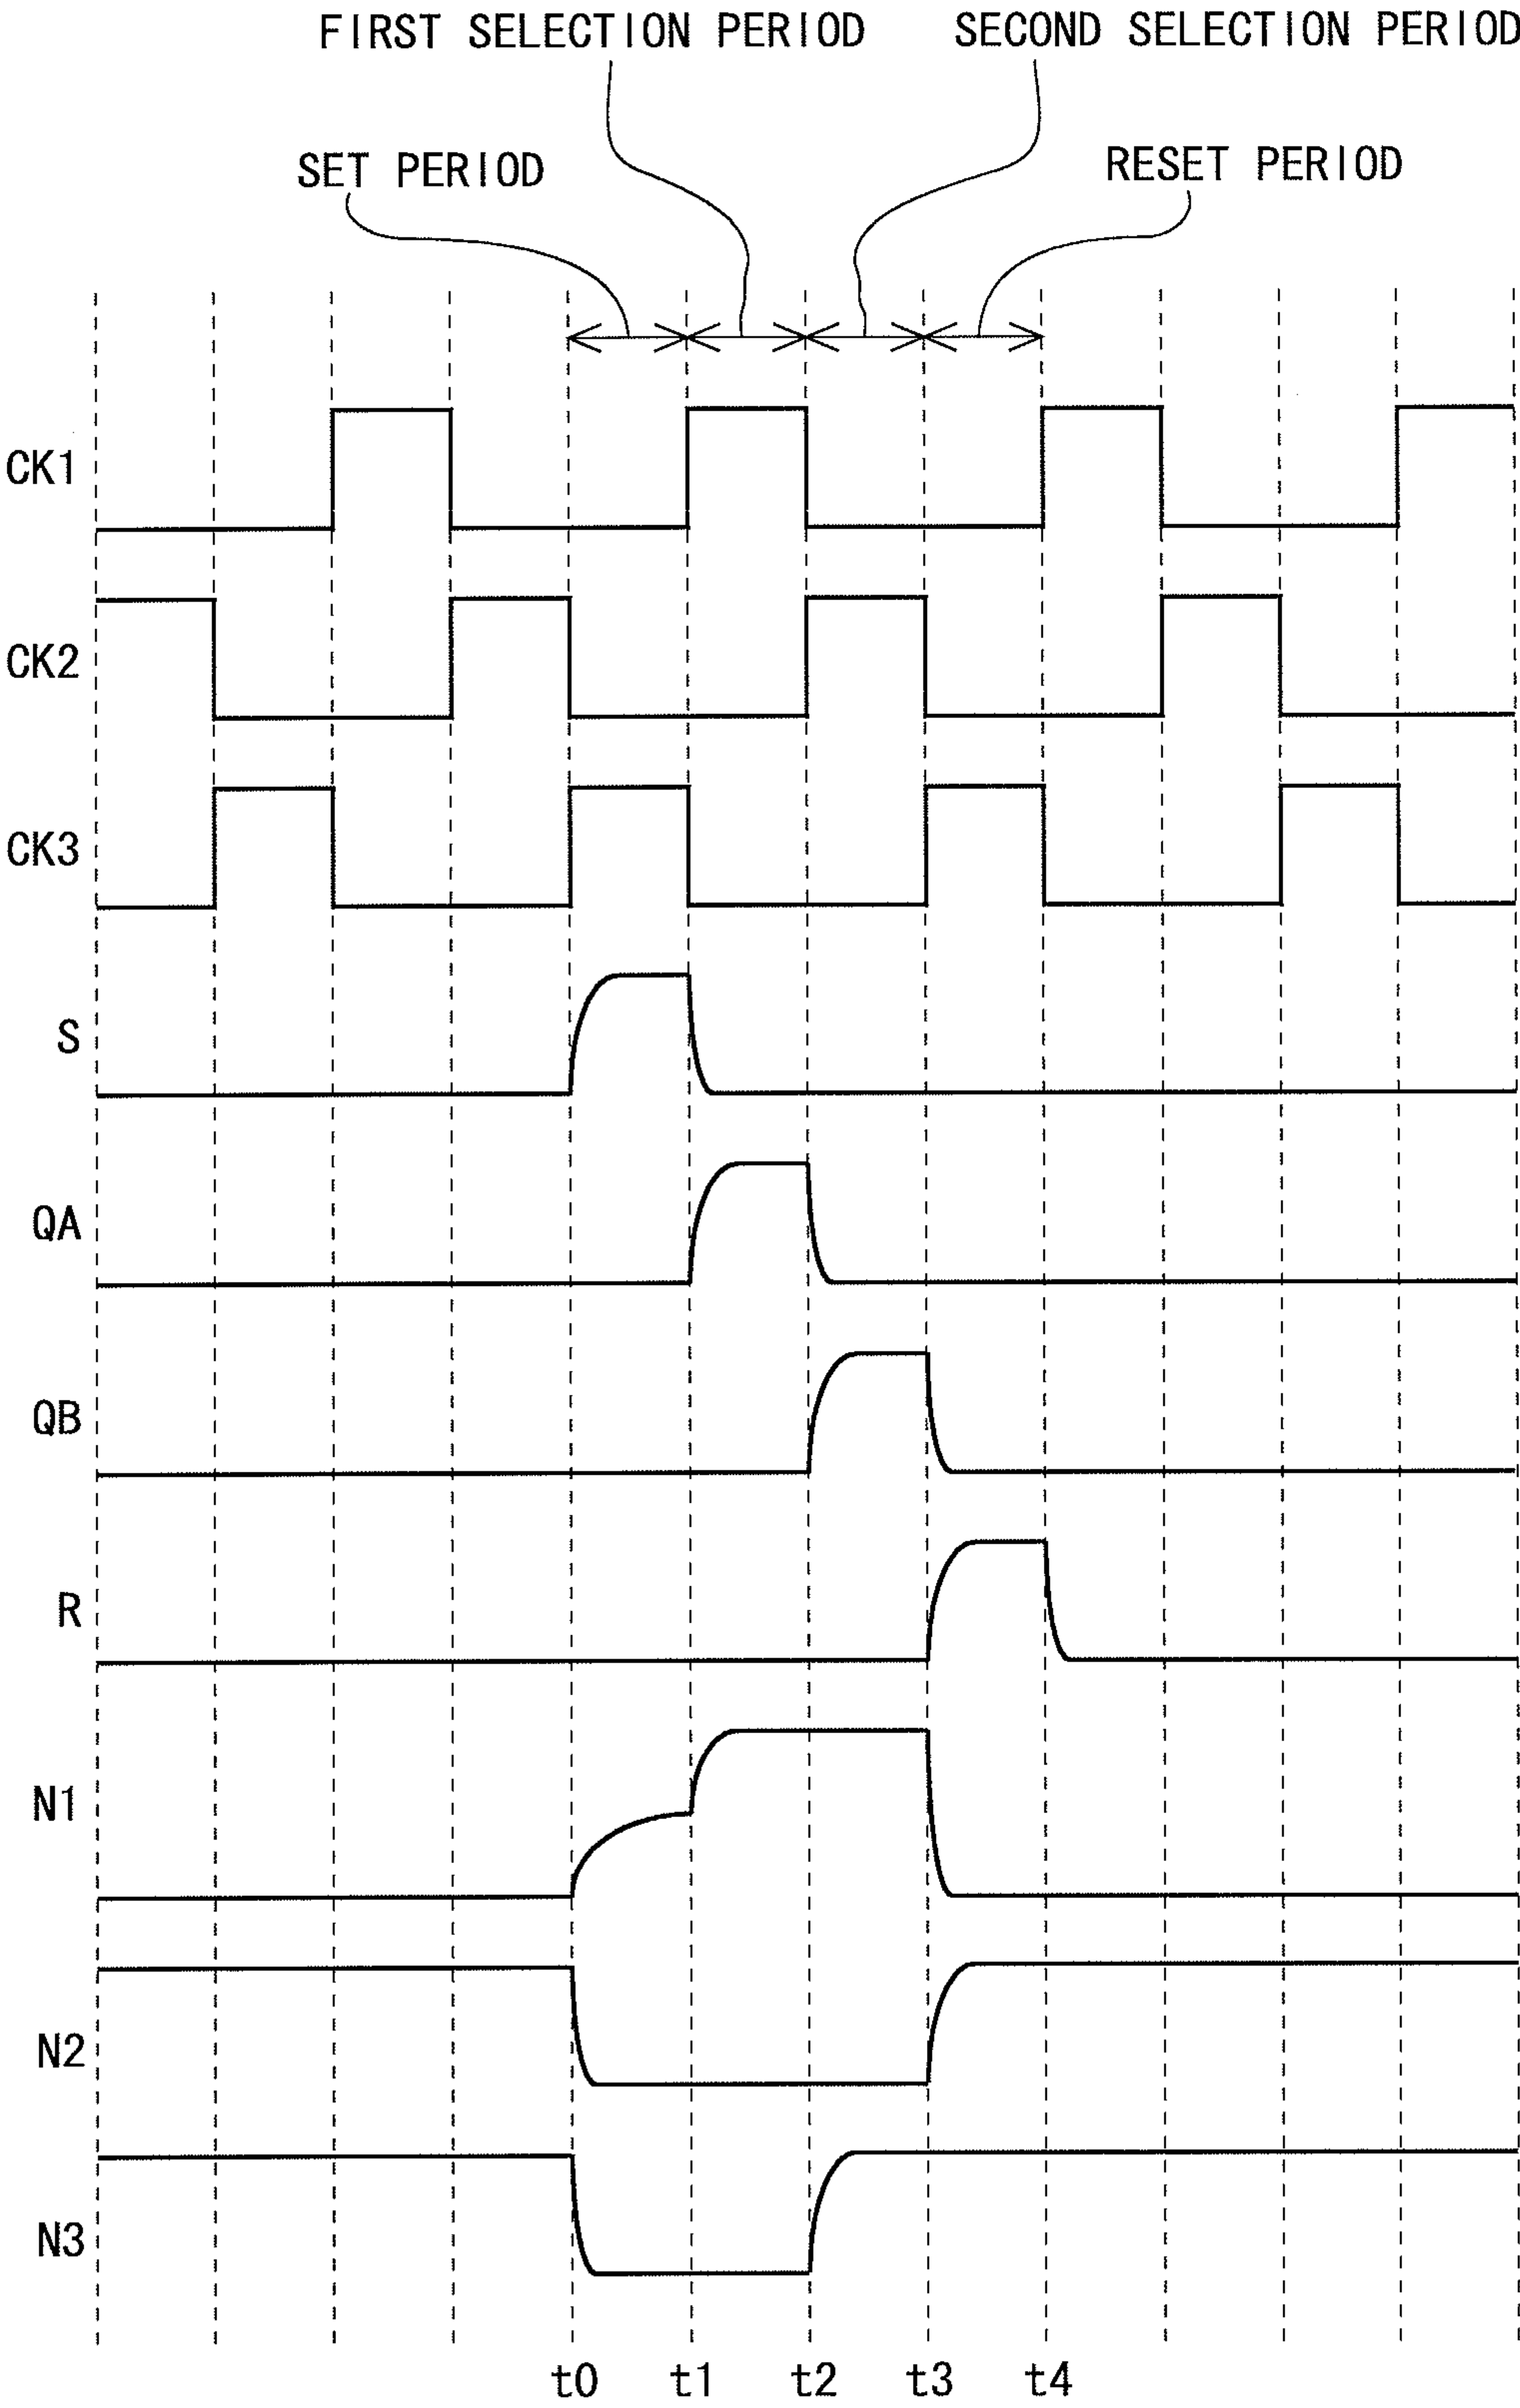 FIRST SELECTION PERIOD
SECOND SELECTION PERIOD
SET PERIOD
RESET PERIOD
CK1
CK2
CK3
S
QA
QB
R
N1
N2
N3
t0 t1 t2 t3 t4